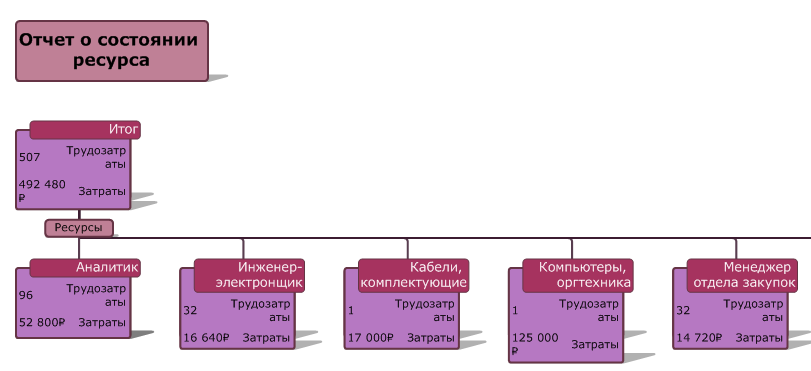 Отчет о состоянии
ресурса
Итог
507 Трудозатр
аты
492 480
₽ Затраты
Ресурсы
Аналитик
96 Трудозатр
аты
52 800₽ Затраты
Инженер-
электронщик
32 Трудозатр
аты
16 640₽ Затраты
Кабели,
комплектующие
1 Трудозатр
аты
17 000₽ Затраты
Компьютеры,
оргтехника
1 Трудозатр
аты
125 000
₽ Затраты
Менеджер
отдела закупок
32 Трудозатр
аты
14 720₽ Затраты